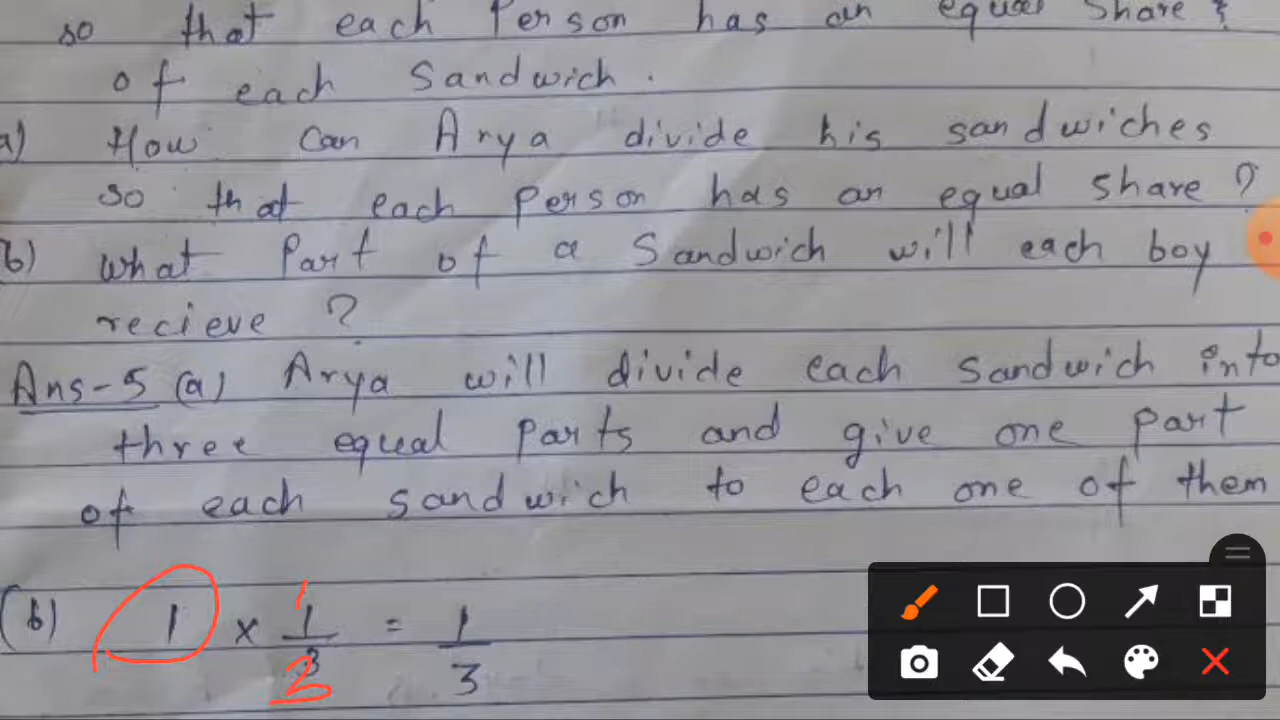 so that each Person has an equal Share ?
of each Sandwich .
a) How Can Arya divide his sandwiches
so that each Person has an equal Share ?
b) what Part of a Sandwich will each boy
recieve ?
Ans-5 (a) Arya will divide each Sandwich into
three equal Parts and give one part
of each sandwich to each one of them
(b) 1 × 1/3 = 1/3